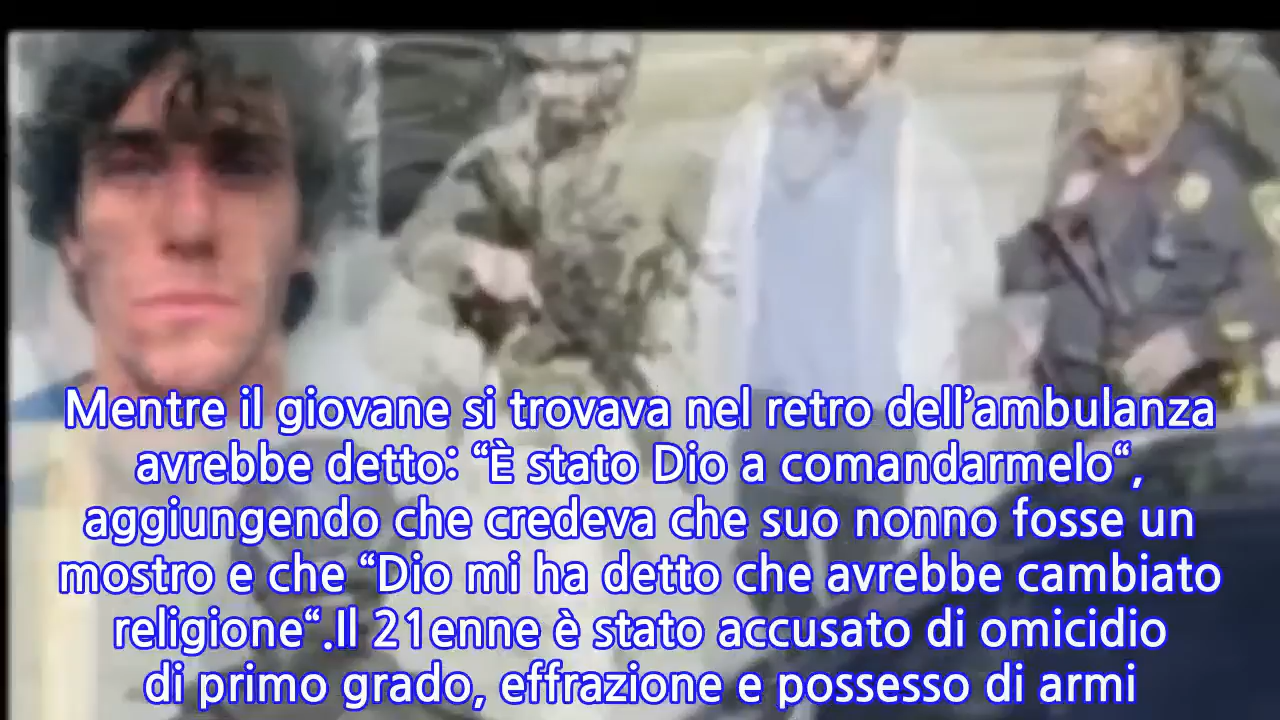 Mentre il giovane si trovava nel retro dell’ambulanza
avrebbe detto: “È stato Dio a comandarmelo“,
aggiungendo che credeva che suo nonno fosse un
mostro e che “Dio mi ha detto che avrebbe cambiato
religione“.Il 21enne è stato accusato di omicidio
di primo grado, effrazione e possesso di armi